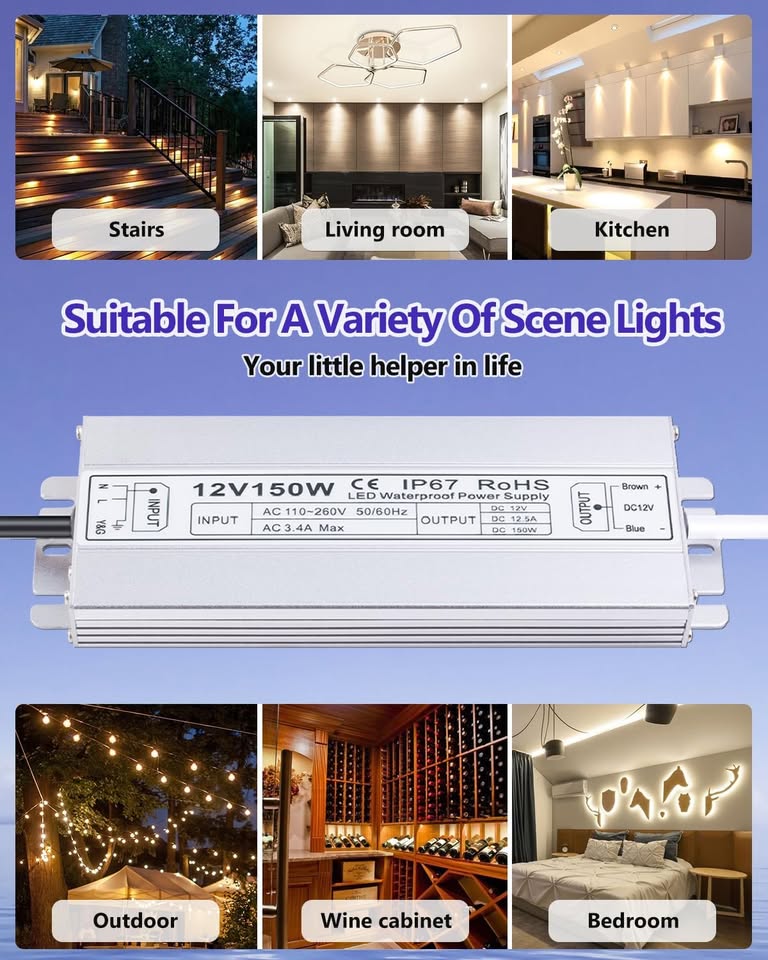 Stairs
Living room
Kitchen
Suitable For A Variety Of Scene Lights
Your little helper in life
N
L
Y&G
INPUT
12V150W CE IP67 RoHS
LED Waterproof Power Supply
INPUT
AC 110~260V 50/60Hz
AC 3.4A Max
OUTPUT
DC 12V
DC 12.5A
DC 150W
OUTPUT
Brown +
DC12V
Blue -
Outdoor
Wine cabinet
Bedroom